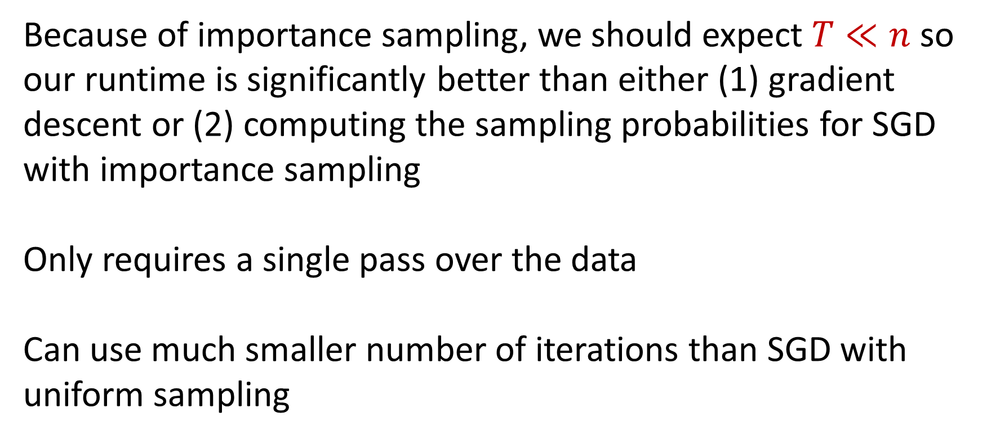 Because of importance sampling, we should expect T ≪ n so
our runtime is significantly better than either (1) gradient
descent or (2) computing the sampling probabilities for SGD
with importance sampling
Only requires a single pass over the data
Can use much smaller number of iterations than SGD with
uniform sampling